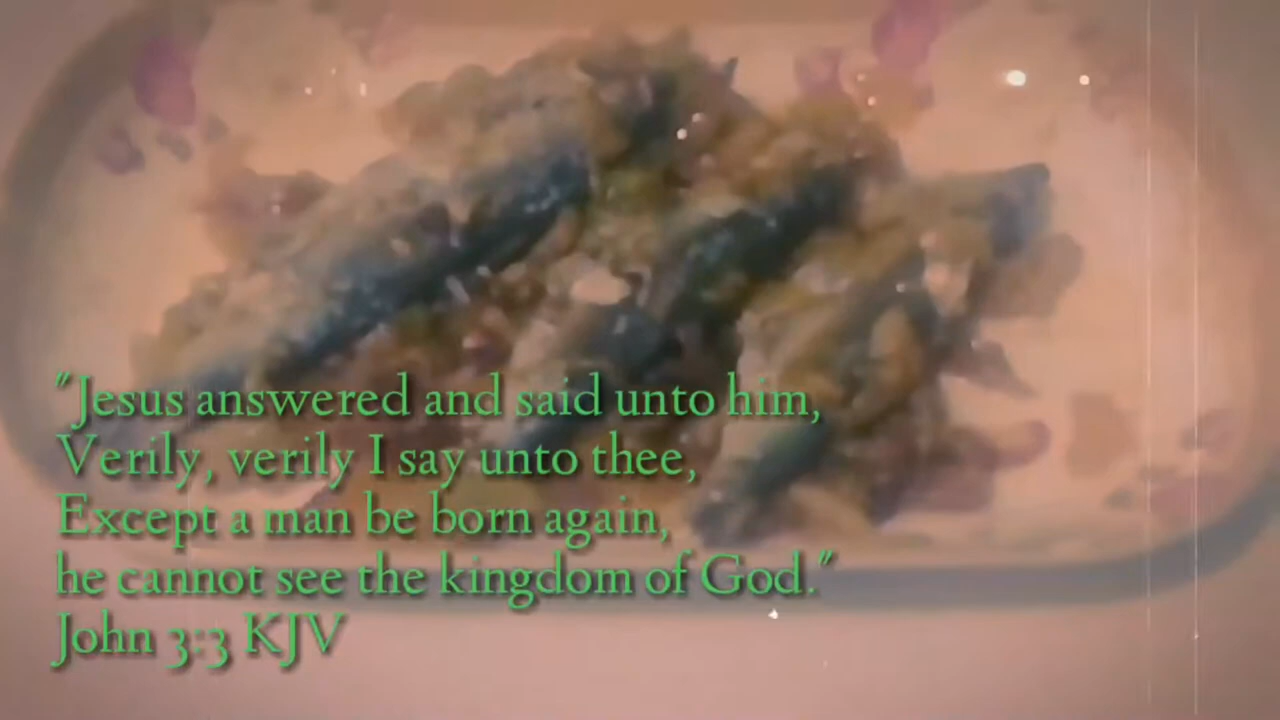 "Jesus answered and said unto him,
Verily, verily I say unto thee,
Except a man be born again,
he cannot see the kingdom of God."
John 3:3 KJV